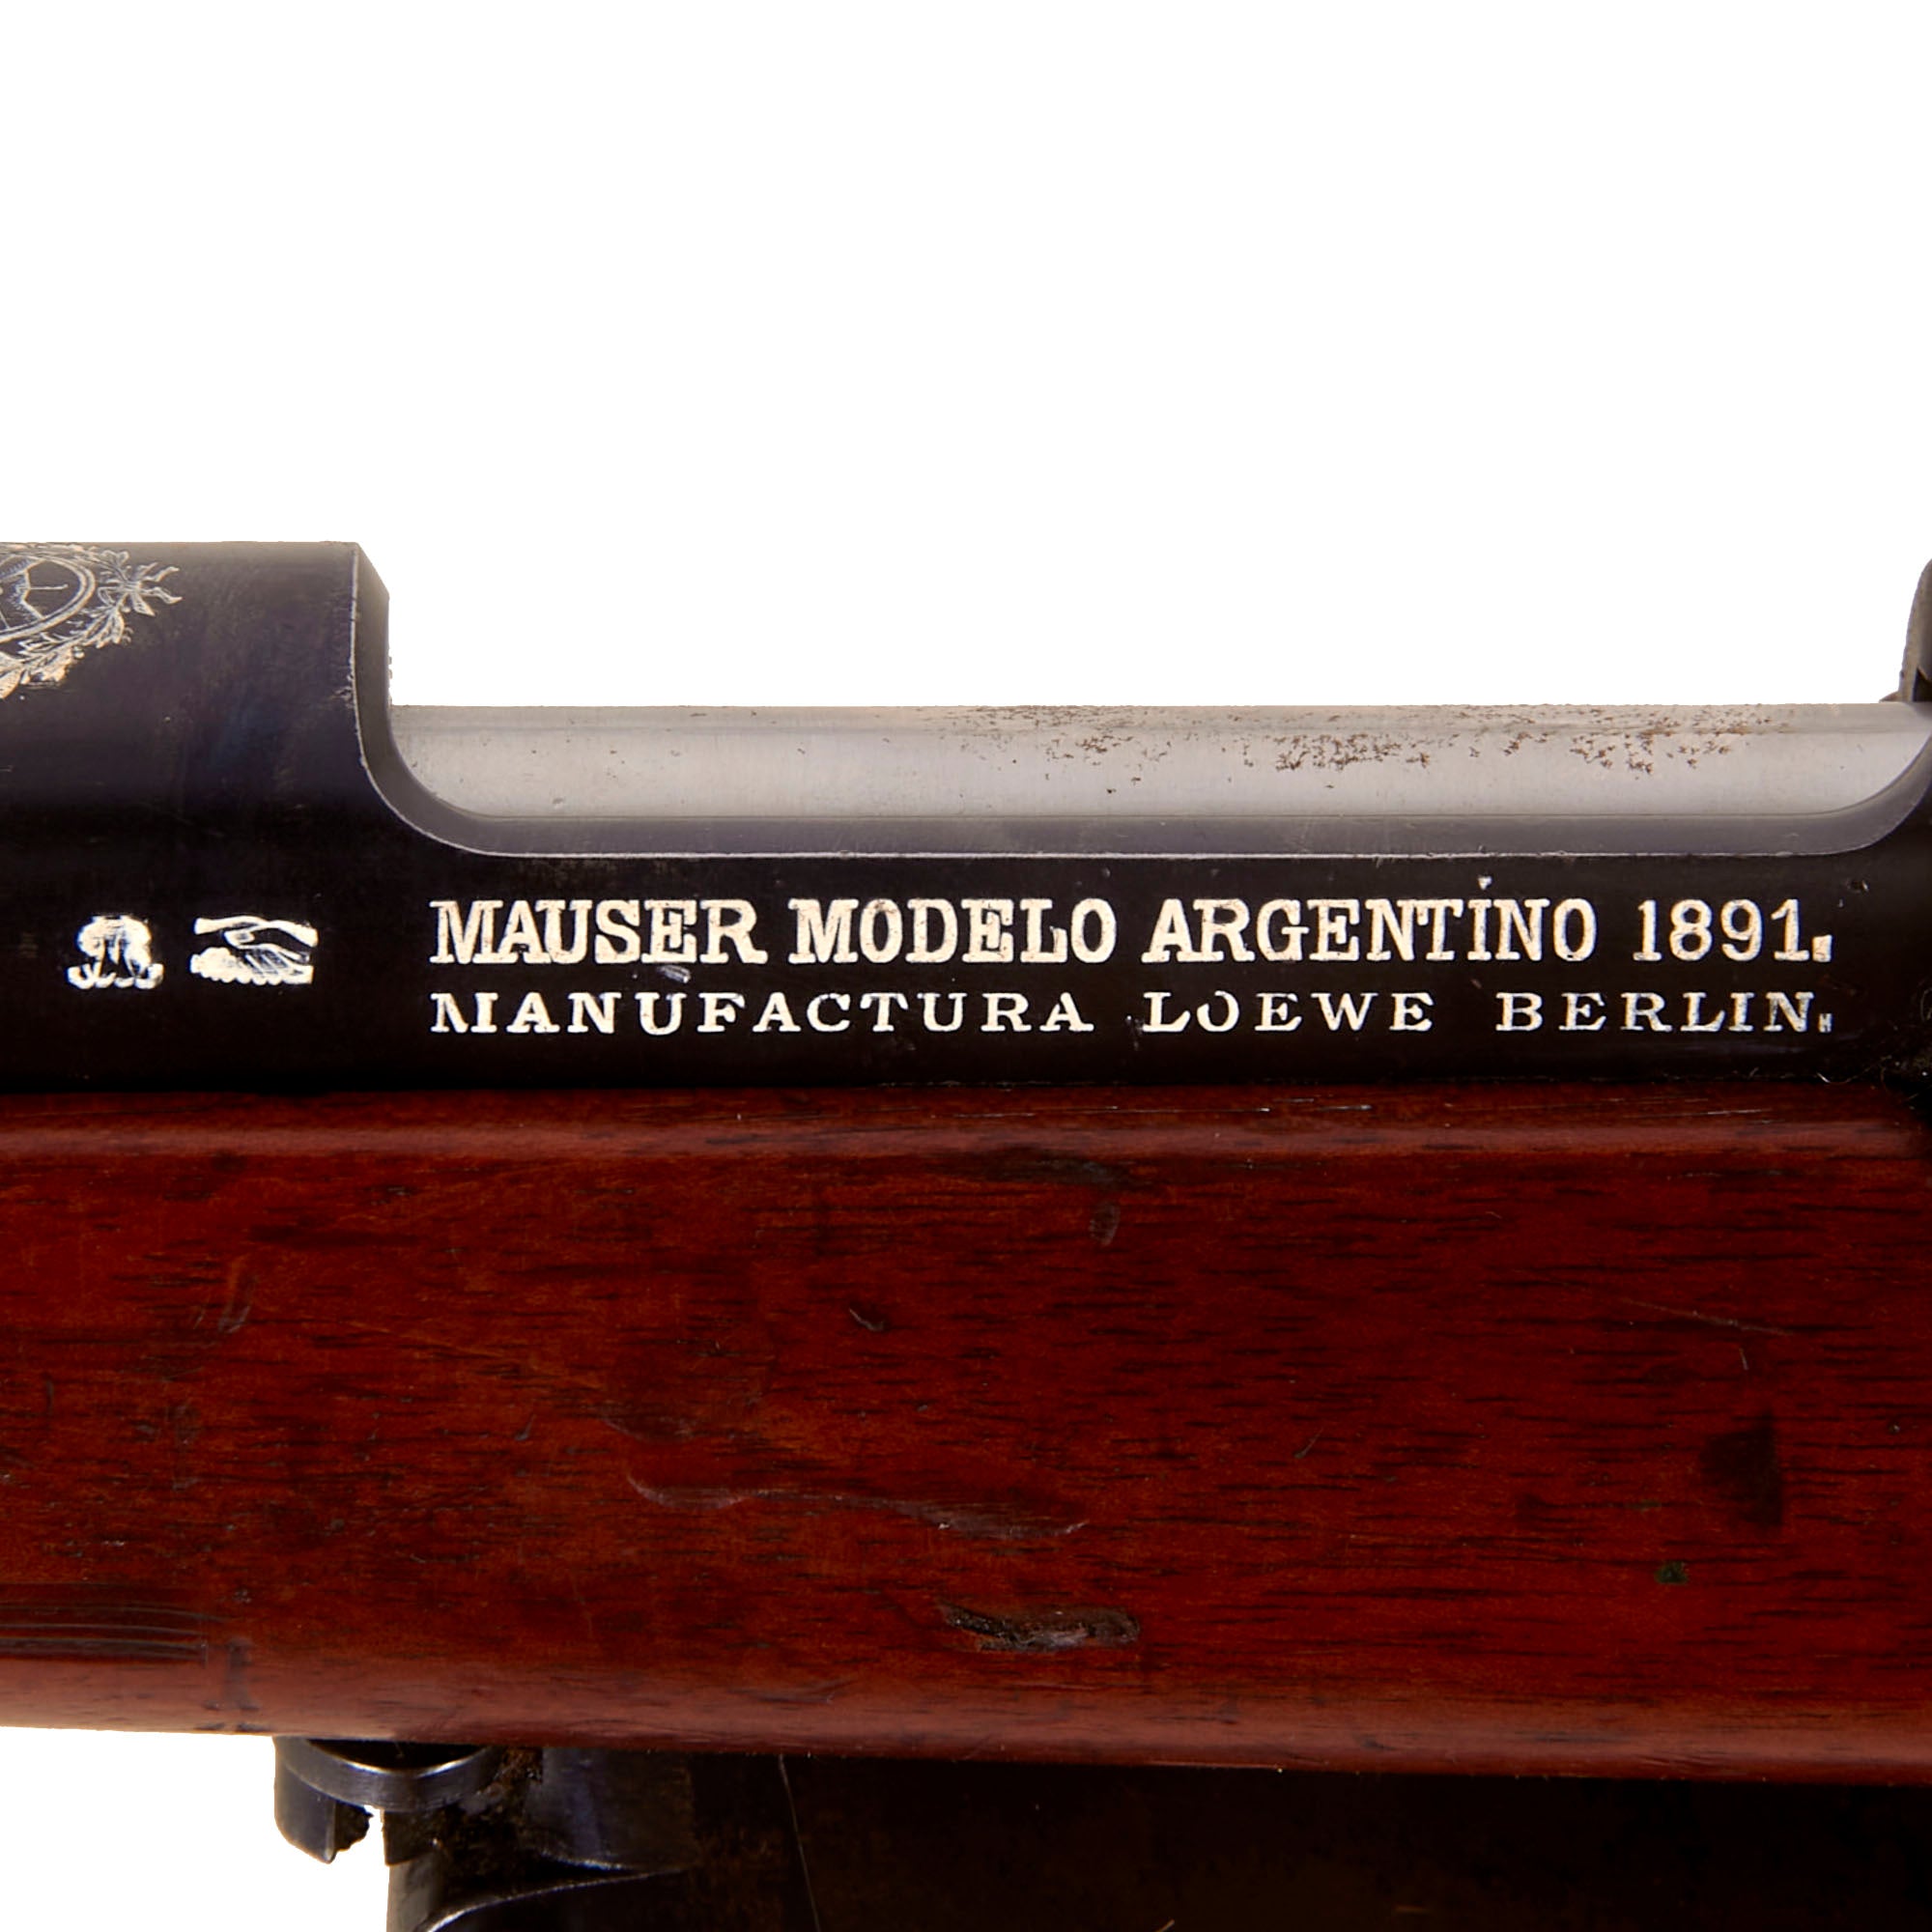 MAUSER MODELO ARGENTINO 1891.
MANUFACTURA LOEWE BERLIN.